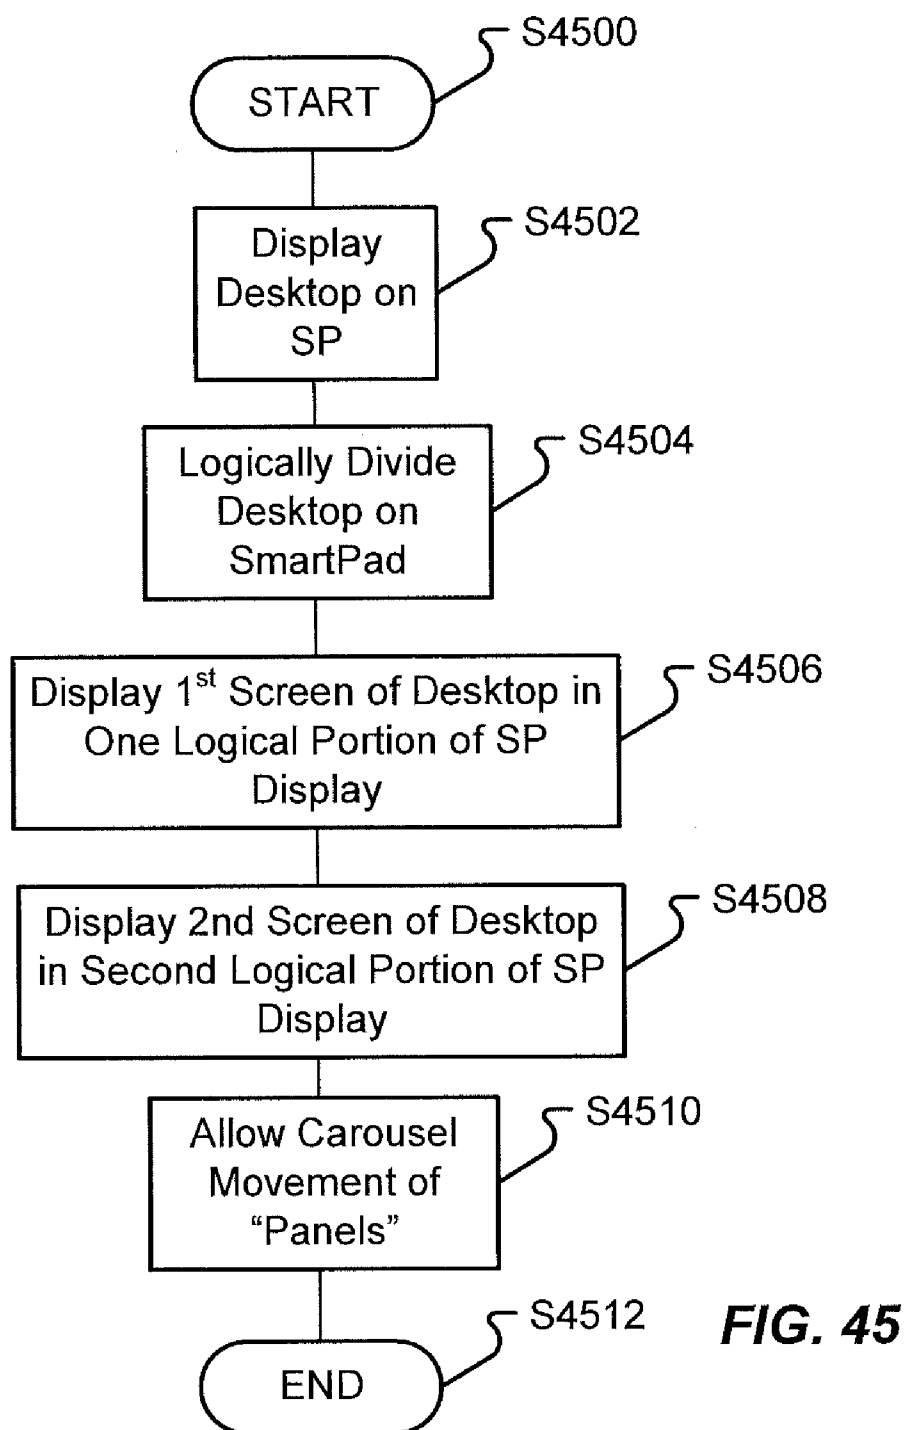 S4500
START
S4502
Display
Desktop on
SP
S4504
Logically Divide
Desktop on
SmartPad
S4506
Display 1st Screen of Desktop in
One Logical Portion of SP
Display
S4508
Display 2nd Screen of Desktop
in Second Logical Portion of SP
Display
S4510
Allow Carousel
Movement of
“Panels”
S4512
END
FIG. 45